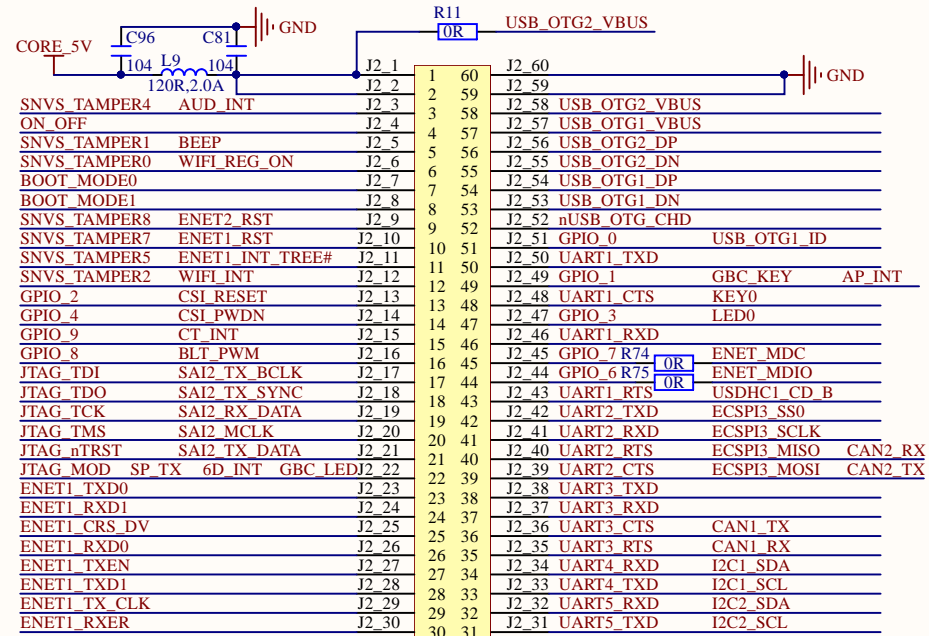 R11
USB_OTG2_VBUS
0R
GND
C96
C81
CORE_5V
104
L9
104
120R,2.0A
J2_1 1 60 J2_60
GND
J2_2 2 59 J2_59
SNVS_TAMPER4 AUD_INT J2_3 3 58 J2_58 USB_OTG2_VBUS
ON_OFF J2_4 4 57 J2_57 USB_OTG1_VBUS
SNVS_TAMPER1 BEEP J2_5 5 56 J2_56 USB_OTG2_DP
SNVS_TAMPER0 WIFI_REG_ON J2_6 6 55 J2_55 USB_OTG2_DN
BOOT_MODE0 J2_7 7 54 J2_54 USB_OTG1_DP
BOOT_MODE1 J2_8 8 53 J2_53 USB_OTG1_DN
SNVS_TAMPER8 ENET2_RST J2_9 9 52 J2_52 nUSB_OTG_CHD
SNVS_TAMPER7 ENET1_RST J2_10 10 51 J2_51 GPIO_0 USB_OTG1_ID
SNVS_TAMPER5 ENET1_INT_TREE# J2_11 11 50 J2_50 UART1_TXD
SNVS_TAMPER2 WIFI_INT J2_12 12 49 J2_49 GPIO_1 GBC_KEY AP_INT
GPIO_2 CSI_RESET J2_13 13 48 J2_48 UART1_CTS KEY0
GPIO_4 CSI_PWDN J2_14 14 47 J2_47 GPIO_3 LED0
GPIO_9 CT_INT J2_15 15 46 J2_46 UART1_RXD
GPIO_8 BLT_PWM J2_16 16 45 J2_45 GPIO_7 R74 0R ENET_MDC
JTAG_TDI SAI2_TX_BCLK J2_17 17 44 J2_44 GPIO_6 R75 0R ENET_MDIO
JTAG_TDO SAI2_TX_SYNC J2_18 18 43 J2_43 UART1_RTS USDHC1_CD_B
JTAG_TCK SAI2_RX_DATA J2_19 19 42 J2_42 UART2_TXD ECSPI3_SS0
JTAG_TMS SAI2_MCLK J2_20 20 41 J2_41 UART2_RXD ECSPI3_SCLK
JTAG_nTRST SAI2_TX_DATA J2_21 21 40 J2_40 UART2_RTS ECSPI3_MISO CAN2_RX
JTAG_MOD SP_TX 6D_INT GBC_LED J2_22 22 39 J2_39 UART2_CTS ECSPI3_MOSI CAN2_TX
ENET1_TXD0 J2_23 23 38 J2_38 UART3_TXD
ENET1_RXD1 J2_24 24 37 J2_37 UART3_RXD
ENET1_CRS_DV J2_25 25 36 J2_36 UART3_CTS CAN1_TX
ENET1_RXD0 J2_26 26 35 J2_35 UART3_RTS CAN1_RX
ENET1_TXEN J2_27 27 34 J2_34 UART4_RXD I2C1_SDA
ENET1_TXD1 J2_28 28 33 J2_33 UART4_TXD I2C1_SCL
ENET1_TX_CLK J2_29 29 32 J2_32 UART5_RXD I2C2_SDA
ENET1_RXER J2_30 30 31 J2_31 UART5_TXD I2C2_SCL